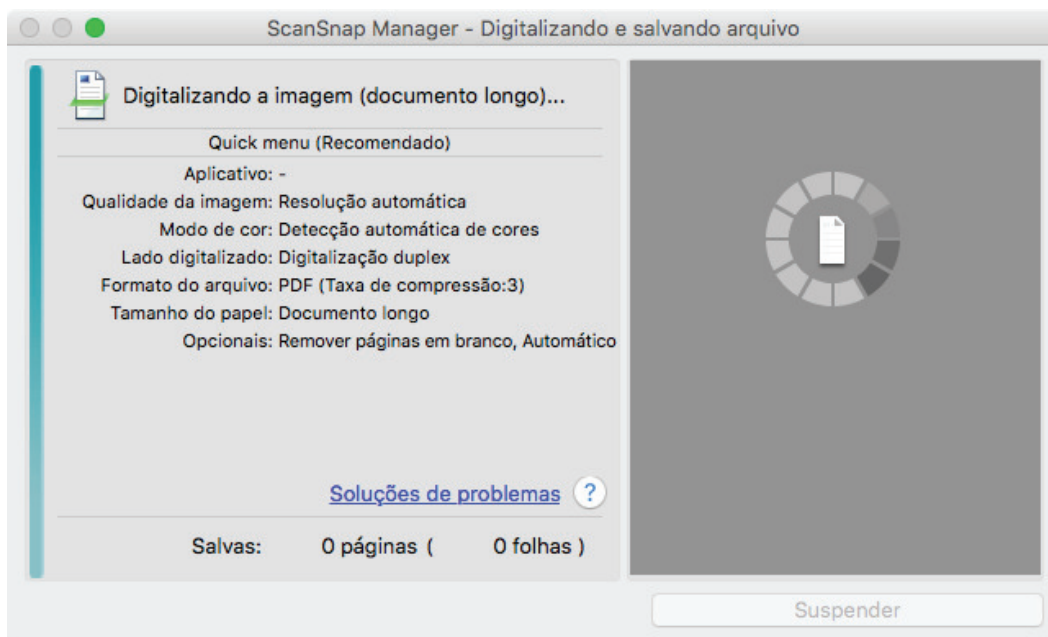 ScanSnap Manager - Digitalizando e salvando arquivo
Digitalizando a imagem (documento longo)...
Quick menu (Recomendado)
Aplicativo: -
Qualidade da imagem: Resolução automática
Modo de cor: Detecção automática de cores
Lado digitalizado: Digitalização duplex
Formato do arquivo: PDF (Taxa de compressão:3)
Tamanho do papel: Documento longo
Opcionais: Remover páginas em branco, Automático
Soluções de problemas ?
Salvas: 0 páginas ( 0 folhas )
Suspender